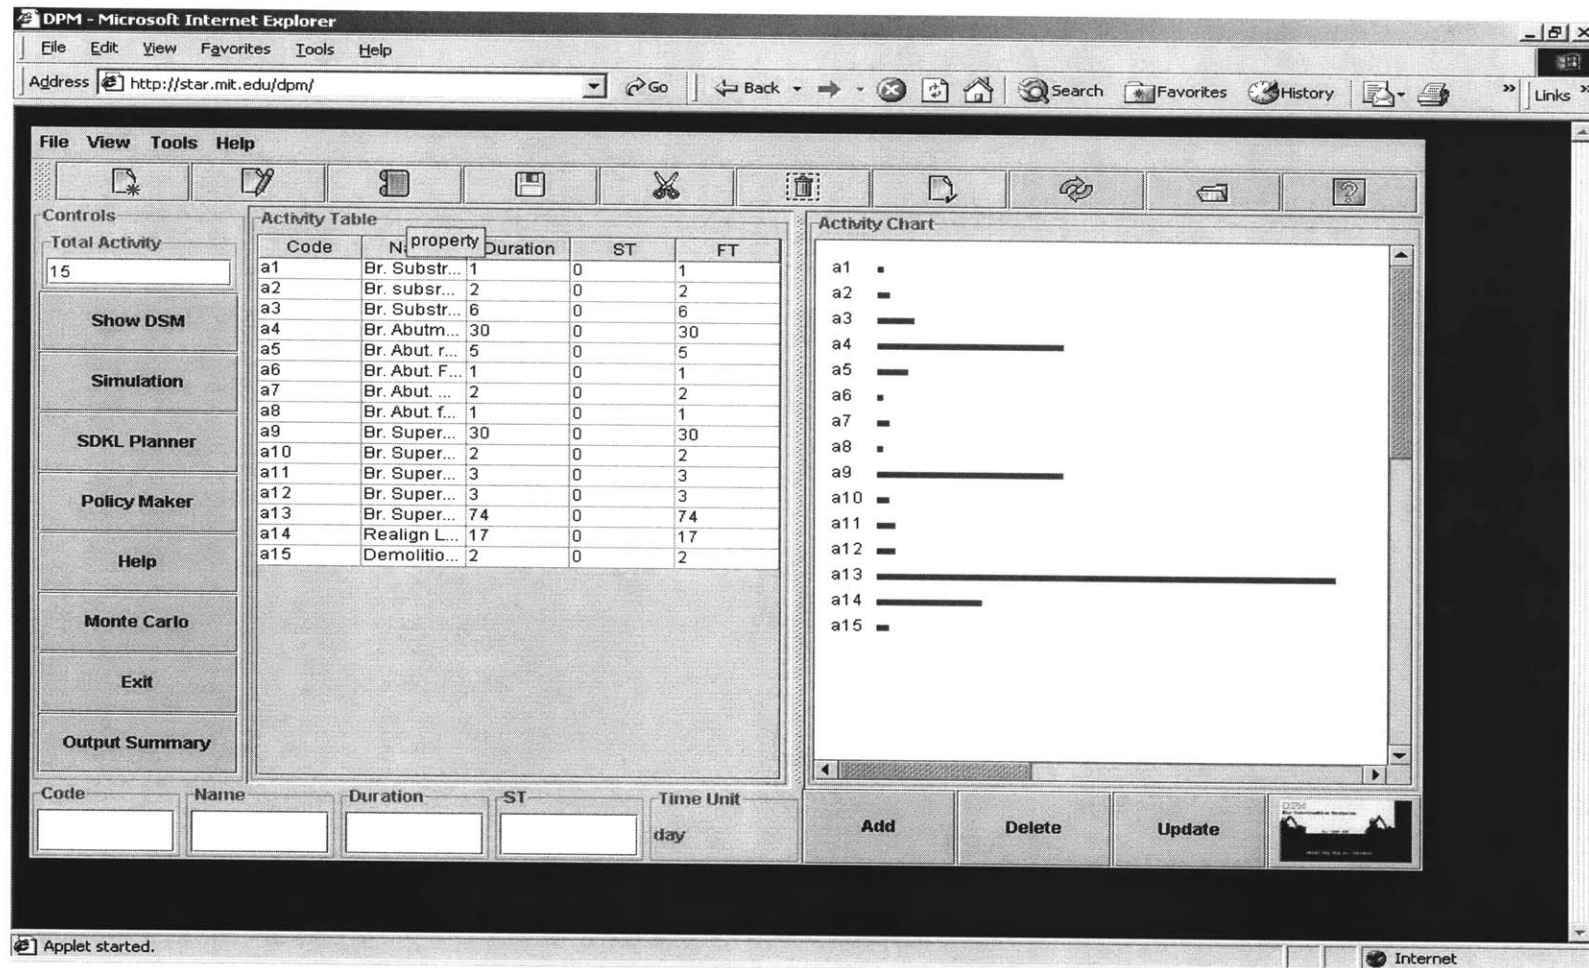 DPM - Microsoft Internet Explorer
File Edit View Favorites Tools Help
Address http://star.mit.edu/dpm/ Go Back Search Favorites History Links
File View Tools Help
Controls
Total Activity
15
Show DSM
Simulation
SDKL Planner
Policy Maker
Help
Monte Carlo
Exit
Output Summary
Activity Table
property
Code Duration ST FT
a1 Br. Substr... 1 0 1
a2 Br. subsr... 2 0 2
a3 Br. Substr... 6 0 6
a4 Br. Abutm... 30 0 30
a5 Br. Abut. r... 5 0 5
a6 Br. Abut. F... 1 0 1
a7 Br. Abut. ... 2 0 2
a8 Br. Abut. f... 1 0 1
a9 Br. Super... 30 0 30
a10 Br. Super... 2 0 2
a11 Br. Super... 3 0 3
a12 Br. Super... 3 0 3
a13 Br. Super... 74 0 74
a14 Realign L... 17 0 17
a15 Demolitio... 2 0 2
Activity Chart
a1
a2
a3
a4
a5
a6
a7
a8
a9
a10
a11
a12
a13
a14
a15
Code Name Duration ST Time Unit
day
Add Delete Update
Applet started.
Internet